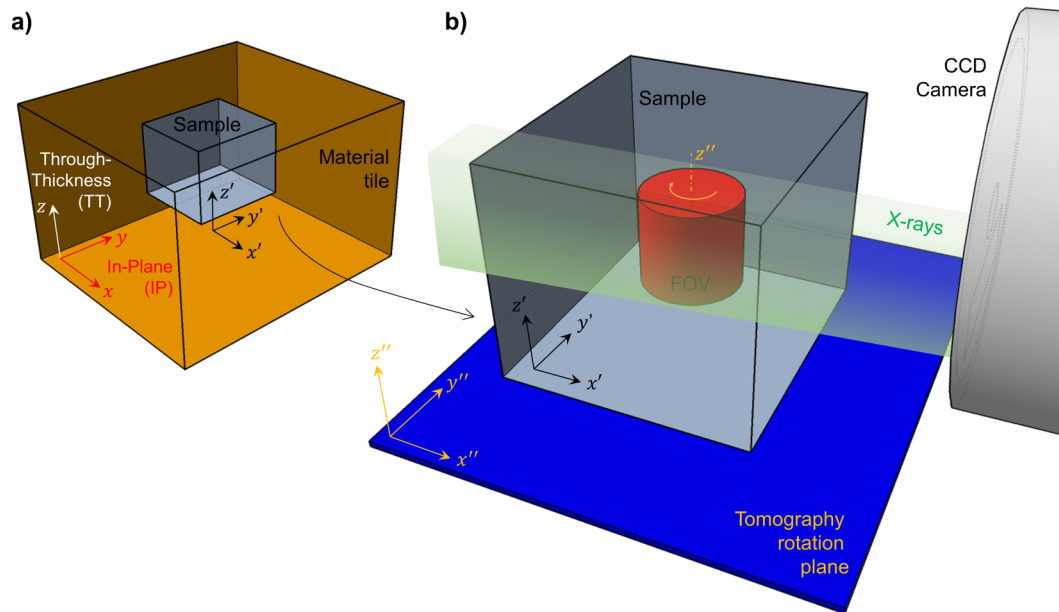 a)
Sample
Through-
Thickness
(TT)
z
y
x
In-Plane
(IP)
Material
tile
z′
y'
x′
b)
CCD
Camera
Sample
z′′
X-rays
FOV
z′
y'
x′
z′′
y′′
x′′
Tomography
rotation
plane